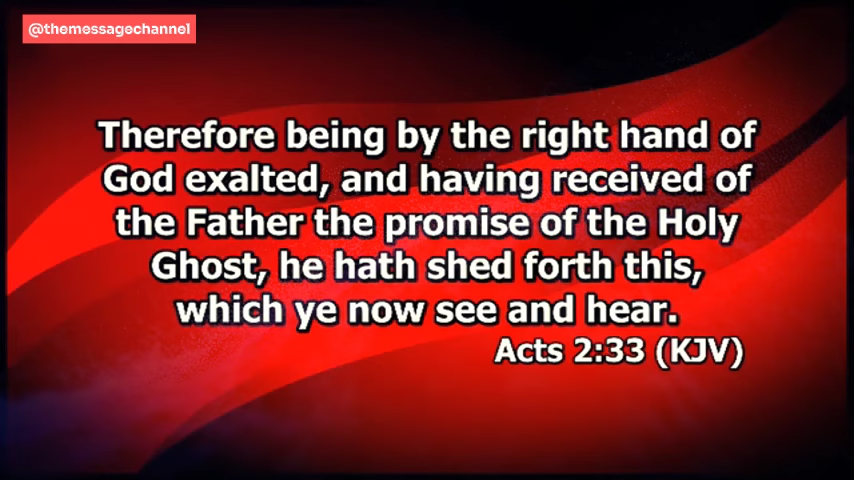 @themessagechannel
Therefore being by the right hand of
God exalted, and having received of
the Father the promise of the Holy
Ghost, he hath shed forth this,
which ye now see and hear.
Acts 2:33 (KJV)